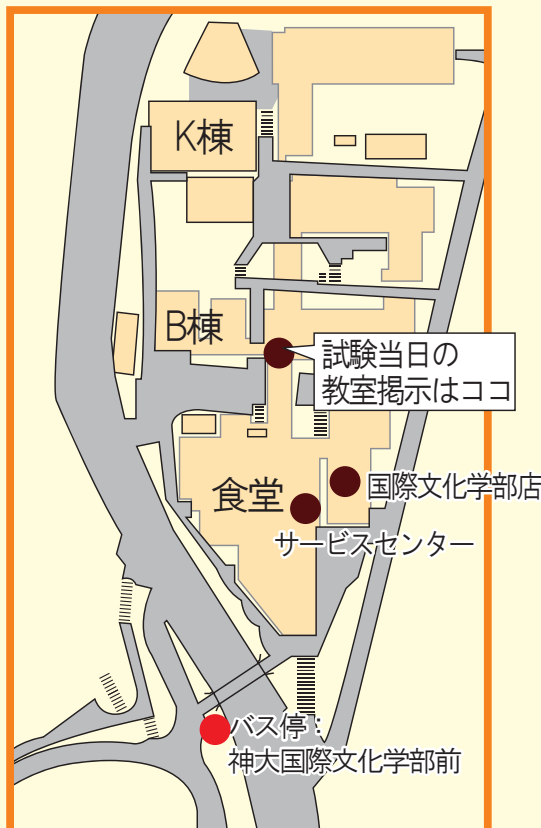 K棟
B棟
試験当日の
教室掲示はココ
国際文化学部店
食堂
サービスセンター
バス停：
神大国際文化学部前